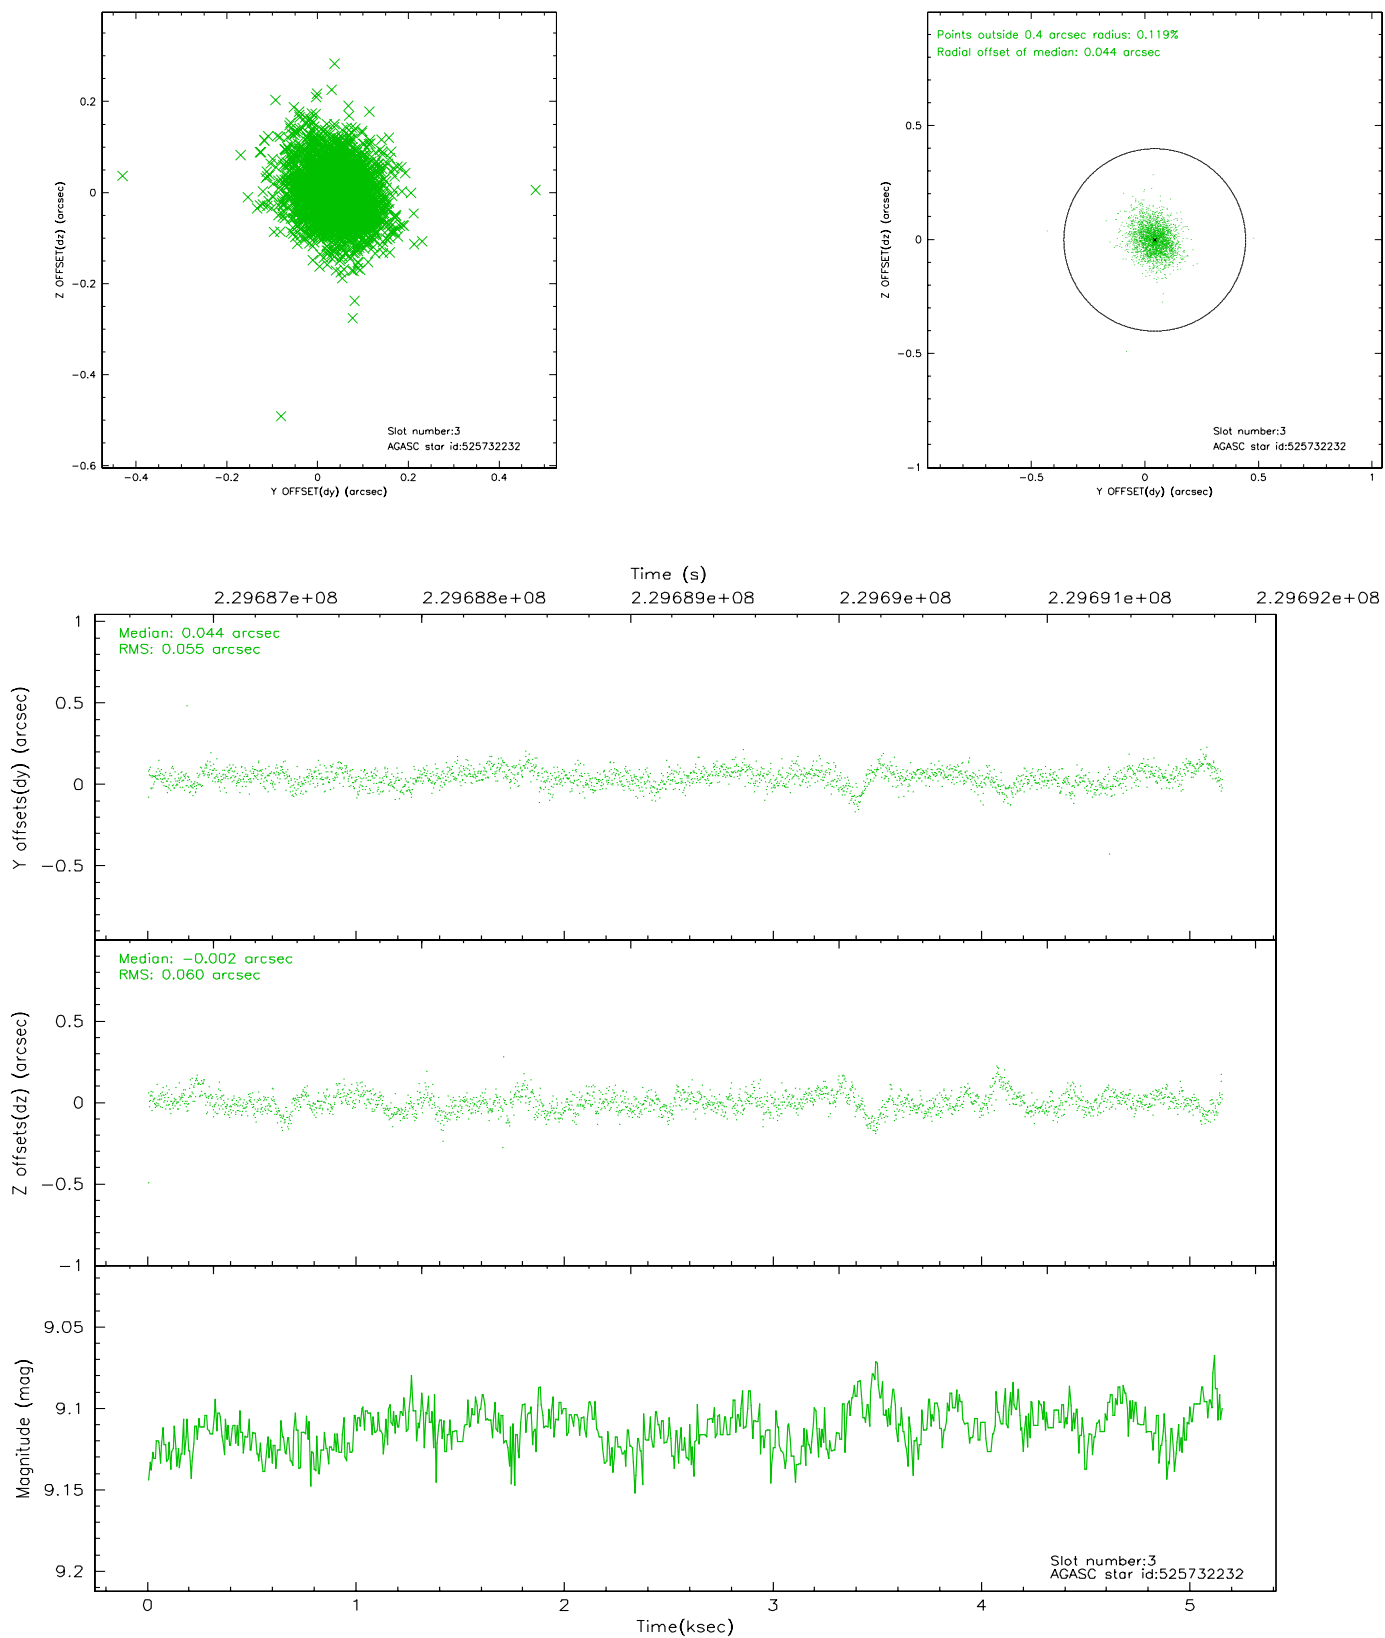 0.2
0
−0.2
−0.4
−0.6
Z OFFSET(dz) (arcsec)
Slot number:3
AGASC star id:525732232
−0.4
−0.2
0
0.2
0.4
Y OFFSET(dy) (arcsec)
Points outside 0.4 arcsec radius: 0.119%
Radial offset of median: 0.044 arcsec
0.5
0
−0.5
−1
Z OFFSET(dz) (arcsec)
Slot number:3
AGASC star id:525732232
−0.5
0
0.5
1
Y OFFSET(dy) (arcsec)
Time (s)
2.29687e+08
2.29688e+08
2.29689e+08
2.2969e+08
2.29691e+08
2.29692e+08
Median: 0.044 arcsec
RMS: 0.055 arcsec
1
0.5
0
−0.5
Y offsets(dy) (arcsec)
Median: −0.002 arcsec
RMS: 0.060 arcsec
0.5
0
−0.5
−1
Z offsets(dz) (arcsec)
9.05
9.1
9.15
9.2
Magnitude (mag)
Slot number:3
AGASC star id:525732232
0
1
2
3
4
5
Time(ksec)